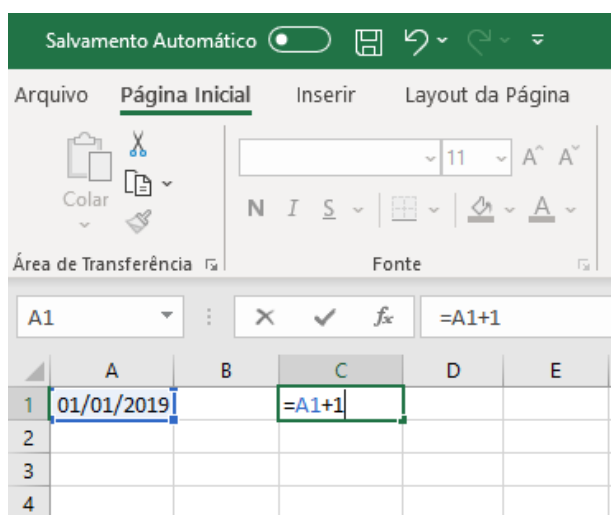 Salvamento Automático
Arquivo Página Inicial Inserir Layout da Página
11 A^ Aˇ
Colar
N I S A
Área de Transferência Fonte
A1 fx =A1+1
A B C D E
1 01/01/2019 =A1+1
2
3
4